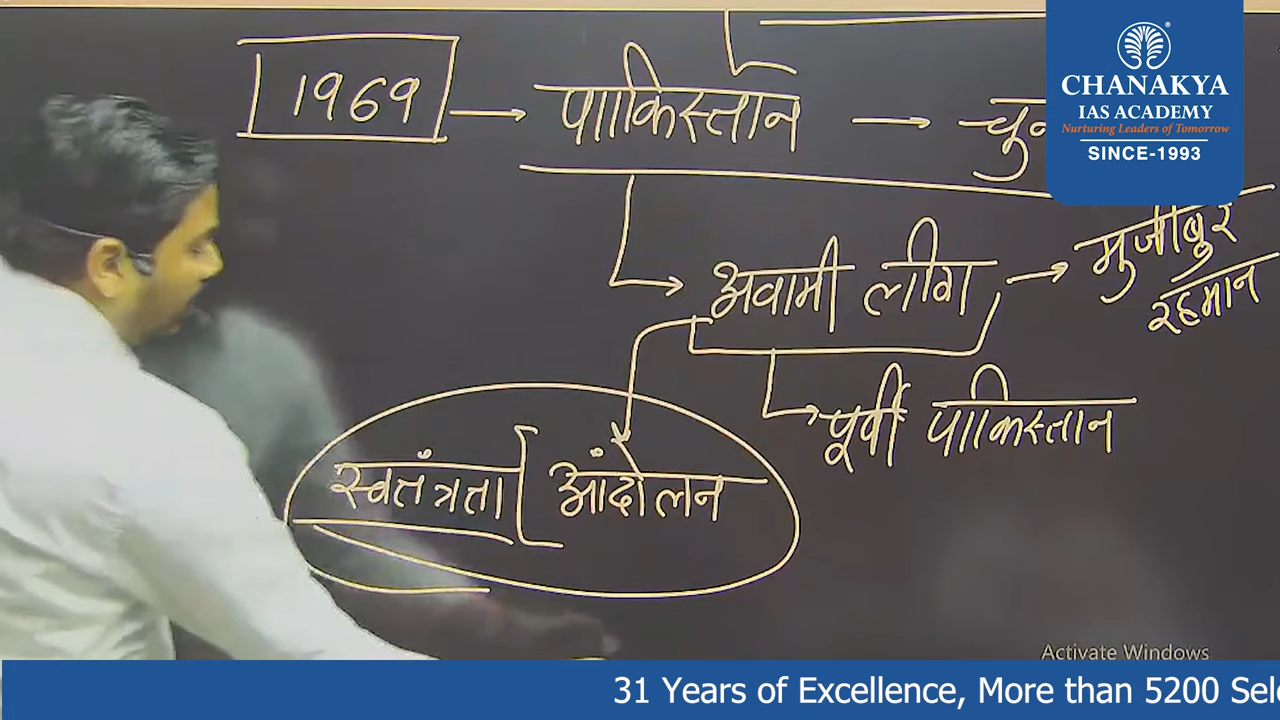 1969 → पाकिस्तान →
CHANAKYA
IAS ACADEMY
Nurturing Leaders of Tomorrow
SINCE-1993
अवामी लीग → मुजीबुर
रहमान
पूर्वी पाकिस्तान
स्वतंत्रता आंदोलन
Activate Windows
31 Years of Excellence, More than 5200